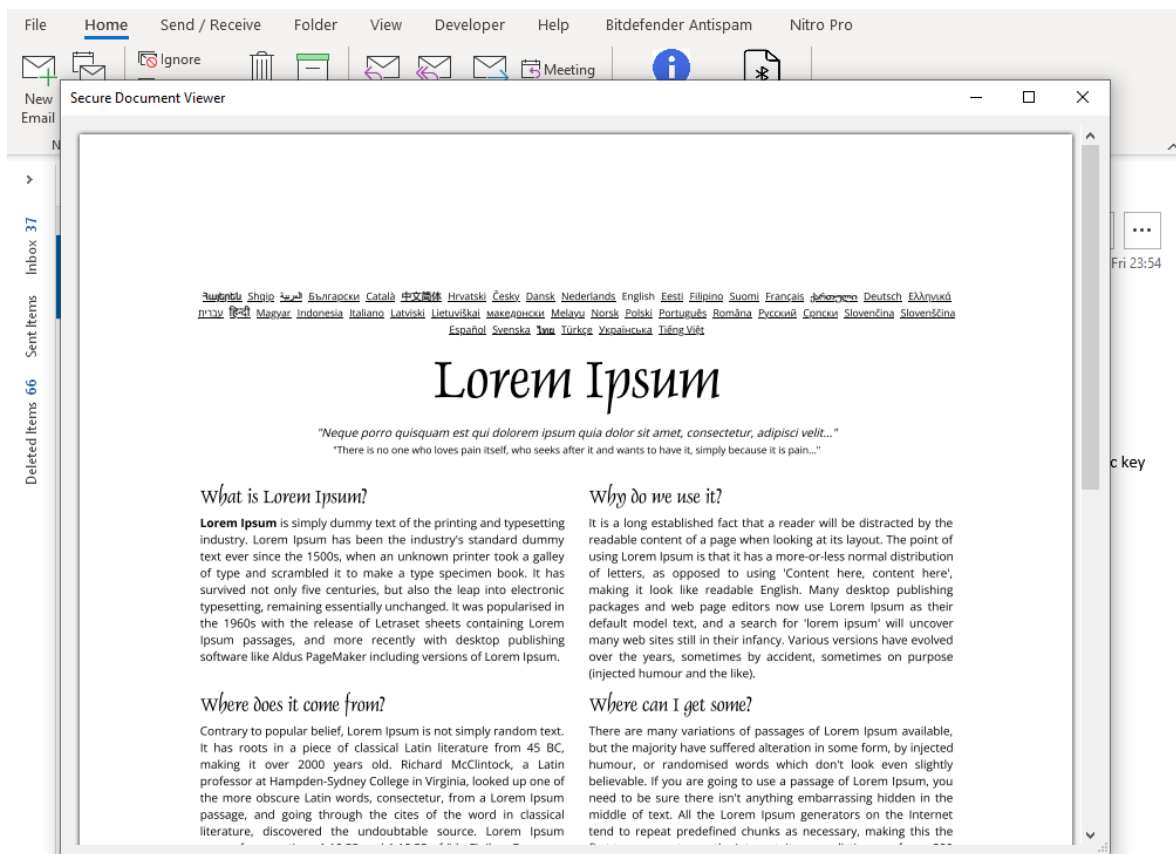 File Home Send / Receive Folder View Developer Help Bitdefender Antispam Nitro Pro
Ignore
Meeting
New
Email
Secure Document Viewer
Inbox 37
Sent Items
Deleted Items 66
Fri 23:54
c key
Հայերեն Shqip العربية Български Català 中文简体 Hrvatski Česky Dansk Nederlands English Eesti Filipino Suomi Français ქართული Deutsch Ελληνικά
עברית हिन्दी Magyar Indonesia Italiano Latviski Lietuviškai македонски Melayu Norsk Polski Português Româna Pyccкий Српски Slovenčina Slovenščina
Español Svenska ไทย Türkçe Українська Tiếng Việt
Lorem Ipsum
"Neque porro quisquam est qui dolorem ipsum quia dolor sit amet, consectetur, adipisci velit..."
"There is no one who loves pain itself, who seeks after it and wants to have it, simply because it is pain..."
What is Lorem Ipsum?
Lorem Ipsum is simply dummy text of the printing and typesetting
industry. Lorem Ipsum has been the industry's standard dummy
text ever since the 1500s, when an unknown printer took a galley
of type and scrambled it to make a type specimen book. It has
survived not only five centuries, but also the leap into electronic
typesetting, remaining essentially unchanged. It was popularised in
the 1960s with the release of Letraset sheets containing Lorem
Ipsum passages, and more recently with desktop publishing
software like Aldus PageMaker including versions of Lorem Ipsum.
Why do we use it?
It is a long established fact that a reader will be distracted by the
readable content of a page when looking at its layout. The point of
using Lorem Ipsum is that it has a more-or-less normal distribution
of letters, as opposed to using 'Content here, content here',
making it look like readable English. Many desktop publishing
packages and web page editors now use Lorem Ipsum as their
default model text, and a search for 'lorem ipsum' will uncover
many web sites still in their infancy. Various versions have evolved
over the years, sometimes by accident, sometimes on purpose
(injected humour and the like).
Where does it come from?
Contrary to popular belief, Lorem Ipsum is not simply random text.
It has roots in a piece of classical Latin literature from 45 BC,
making it over 2000 years old. Richard McClintock, a Latin
professor at Hampden-Sydney College in Virginia, looked up one of
the more obscure Latin words, consectetur, from a Lorem Ipsum
passage, and going through the cites of the word in classical
literature, discovered the undoubtable source. Lorem Ipsum
Where can I get some?
There are many variations of passages of Lorem Ipsum available,
but the majority have suffered alteration in some form, by injected
humour, or randomised words which don't look even slightly
believable. If you are going to use a passage of Lorem Ipsum, you
need to be sure there isn't anything embarrassing hidden in the
middle of text. All the Lorem Ipsum generators on the Internet
tend to repeat predefined chunks as necessary, making this the